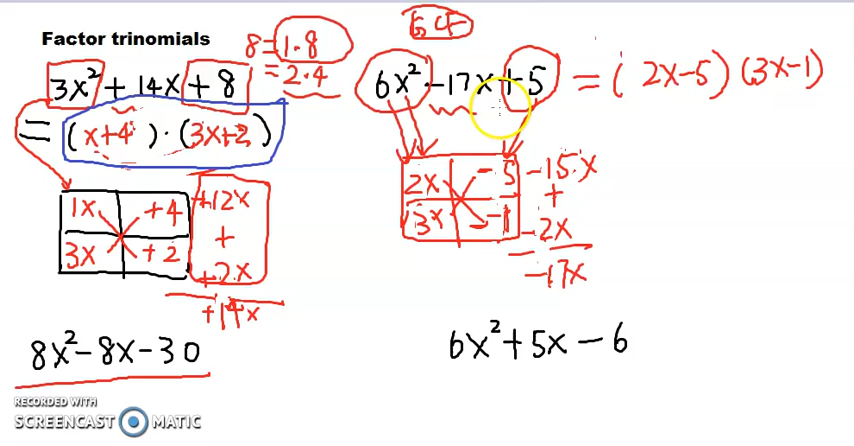 Factor trinomials
GCF
8 = 1·8
= 2·4
3x² + 14x + 8
= (x+4) · (3x+2)
1x +4 +12x
+
3x +2 +2x
+14x
6x² - 17x + 5 = (2x-5)(3x-1)
2x -5 -15x
+
3x -1 -2x
= -17x
8x² - 8x - 30
6x² + 5x - 6
RECORDED WITH
SCREENCAST MATIC